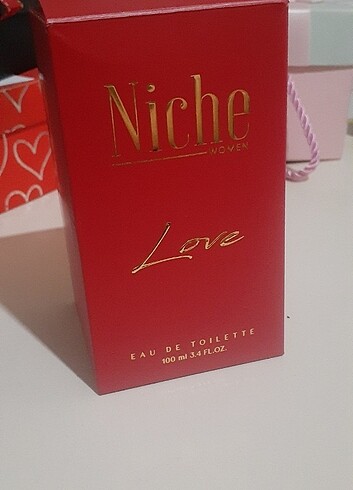 Niche
WOMEN
Love
EAU DE TOILETTE
100 ml 3.4 FL.OZ.